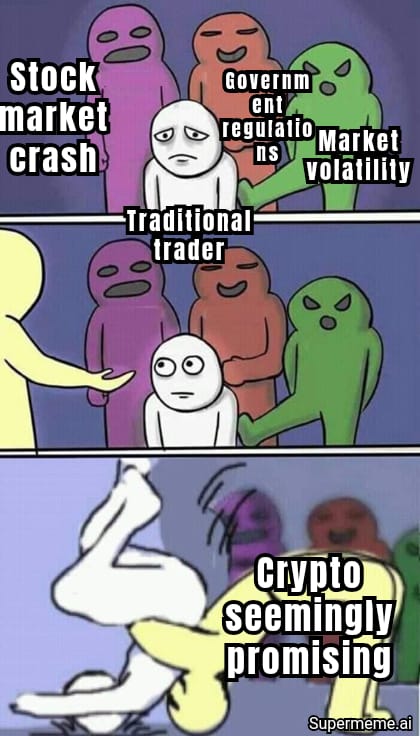 Stock
market
crash
Governm
ent
regulatio
ns
Market
volatility
Traditional
trader
Crypto
seemingly
promising
Supermeme.ai